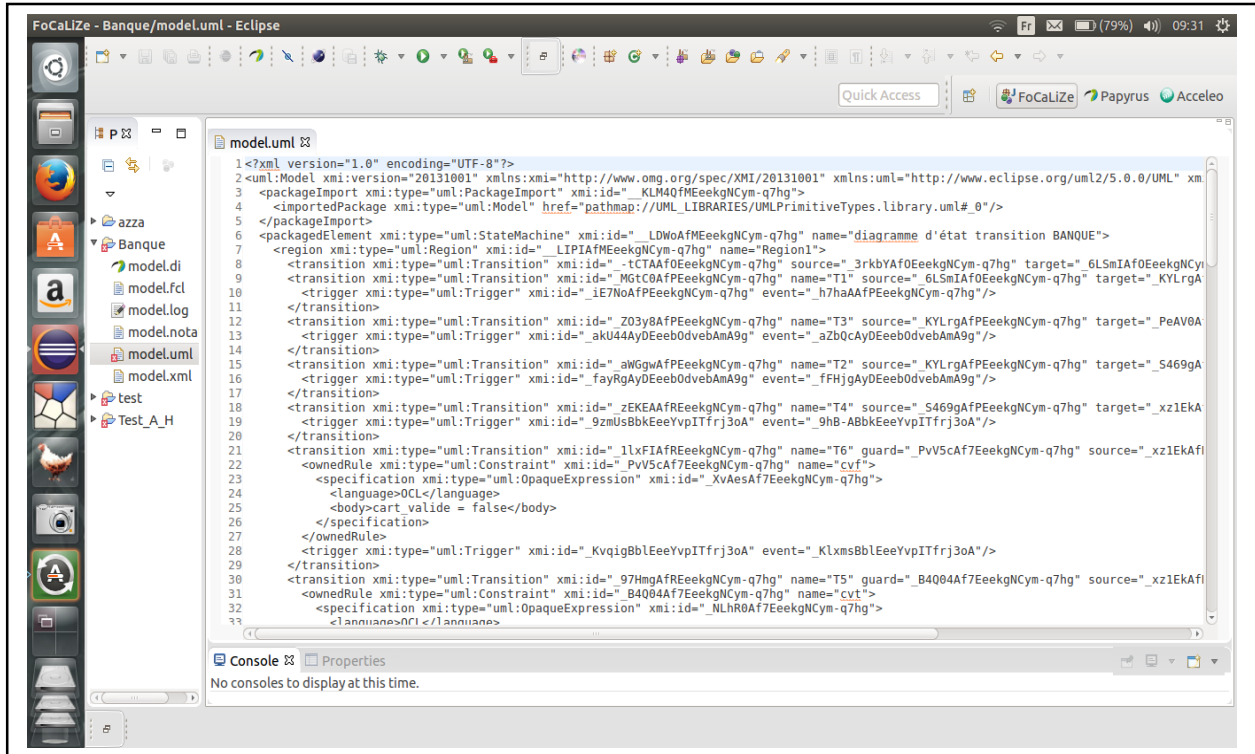 FoCaLiZe - Banque/model.uml - Eclipse
Fr (79%) 09:31
Quick Access FoCaLiZe Papyrus Acceleo
P
model.uml
azza
Banque
model.di
model.fcl
model.log
model.nota
model.uml
model.xml
test
Test_A_H
1 <?xml version="1.0" encoding="UTF-8"?>
2 <uml:Model xmi:version="20131001" xmlns:xmi="http://www.omg.org/spec/XMI/20131001" xmlns:uml="http://www.eclipse.org/uml2/5.0.0/UML" xm
3 <packageImport xmi:type="uml:PackageImport" xmi:id="__KLM4QfMEeekgNCym-q7hg">
4 <importedPackage xmi:type="uml:Model" href="pathmap://UML_LIBRARIES/UMLPrimitiveTypes.library.uml#_0"/>
5 </packageImport>
6 <packagedElement xmi:type="uml:StateMachine" xmi:id="__LDWoAfMEeekgNCym-q7hg" name="diagramme d'état transition BANQUE">
7 <region xmi:type="uml:Region" xmi:id="__LIPIAfMEeekgNCym-q7hg" name="Region1">
8 <transition xmi:type="uml:Transition" xmi:id="_-tCTAAfOEeekgNCym-q7hg" source="_3rkbYAfOEeekgNCym-q7hg" target="_6LSmIAfOEeekgNCy
9 <transition xmi:type="uml:Transition" xmi:id="_MGtC0AfPEeekgNCym-q7hg" name="T1" source="_6LSmIAfOEeekgNCym-q7hg" target="_KYLrgA
10 <trigger xmi:type="uml:Trigger" xmi:id="_iE7NoAfPEeekgNCym-q7hg" event="_h7haAAfPEeekgNCym-q7hg"/>
11 </transition>
12 <transition xmi:type="uml:Transition" xmi:id="_ZO3y8AfPEeekgNCym-q7hg" name="T3" source="_KYLrgAfPEeekgNCym-q7hg" target="_PeAV0A
13 <trigger xmi:type="uml:Trigger" xmi:id="_akU44AyDEeebOdvebAmA9g" event="_aZbQcAyDEeebOdvebAmA9g"/>
14 </transition>
15 <transition xmi:type="uml:Transition" xmi:id="_aWGgwAfPEeekgNCym-q7hg" name="T2" source="_KYLrgAfPEeekgNCym-q7hg" target="_S469gA
16 <trigger xmi:type="uml:Trigger" xmi:id="_fayRgAyDEeebOdvebAmA9g" event="_fFHjgAyDEeebOdvebAmA9g"/>
17 </transition>
18 <transition xmi:type="uml:Transition" xmi:id="_zEKEAAfREeekgNCym-q7hg" name="T4" source="_S469gAfPEeekgNCym-q7hg" target="_xz1EkA
19 <trigger xmi:type="uml:Trigger" xmi:id="_9zmUsBbkEeeYvpITfrj3oA" event="_9hB-ABbkEeeYvpITfrj3oA"/>
20 </transition>
21 <transition xmi:type="uml:Transition" xmi:id="_1lxFIAfREeekgNCym-q7hg" name="T6" guard="_PvV5cAf7EeekgNCym-q7hg" source="_xz1EkAf
22 <ownedRule xmi:type="uml:Constraint" xmi:id="_PvV5cAf7EeekgNCym-q7hg" name="cvf">
23 <specification xmi:type="uml:OpaqueExpression" xmi:id="_XvAesAf7EeekgNCym-q7hg">
24 <language>OCL</language>
25 <body>cart_valide = false</body>
26 </specification>
27 </ownedRule>
28 <trigger xmi:type="uml:Trigger" xmi:id="_KvqigBblEeeYvpITfrj3oA" event="_KlxmsBblEeeYvpITfrj3oA"/>
29 </transition>
30 <transition xmi:type="uml:Transition" xmi:id="_97HmgAfREeekgNCym-q7hg" name="T5" guard="_B4Q04Af7EeekgNCym-q7hg" source="_xz1EkAf
31 <ownedRule xmi:type="uml:Constraint" xmi:id="_B4Q04Af7EeekgNCym-q7hg" name="cvt">
32 <specification xmi:type="uml:OpaqueExpression" xmi:id="_NLhR0Af7EeekgNCym-q7hg">
33 <language>OCL</language>
Console Properties
No consoles to display at this time.